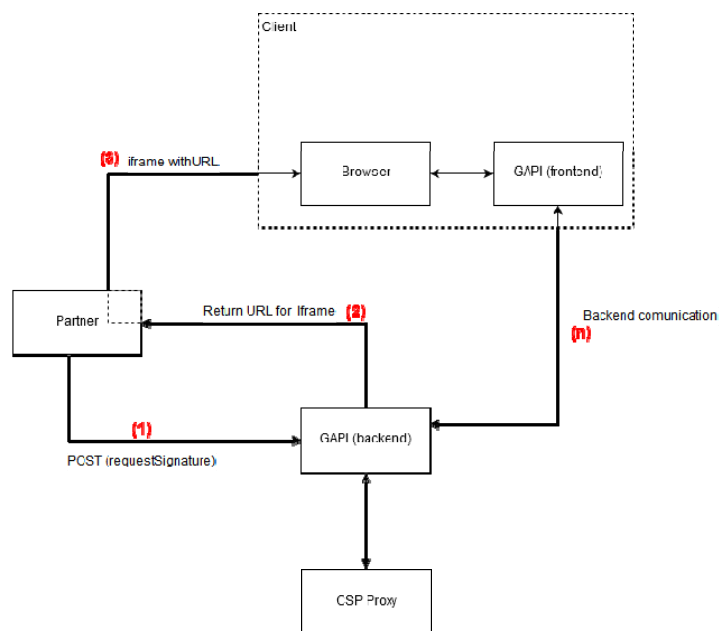 Client
(3) iframe withURL
Browser
GAPI (frontend)
Partner
Return URL for Iframe (2)
Backend comunication
(n)
(1)
GAPI (backend)
POST (requestSignature)
CSP Proxy